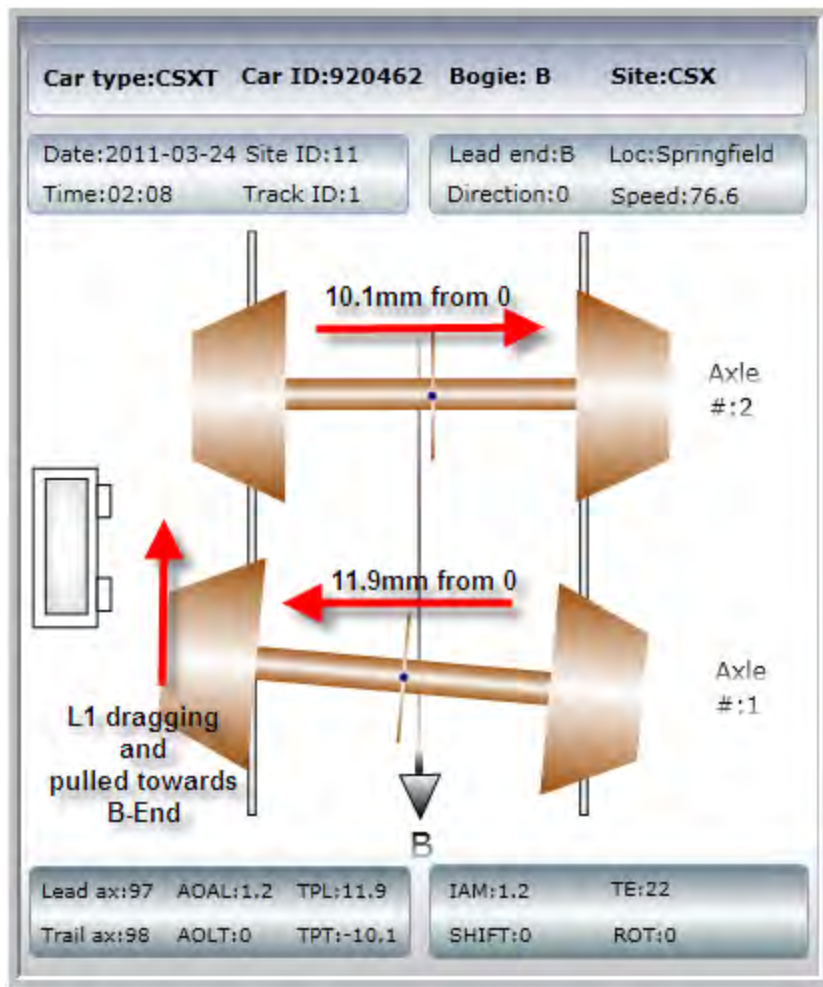 Car type:CSXT Car ID:920462 Bogie: B Site:CSX
Date:2011-03-24 Site ID:11 Lead end:B Loc:Springfield
Time:02:08 Track ID:1 Direction:0 Speed:76.6
10.1mm from 0
Axle
#:2
11.9mm from 0
Axle
#:1
L1 dragging
and
pulled towards
B-End
B
Lead ax:97 AOAL:1.2 TPL:11.9 IAM:1.2 TE:22
Trail ax:98 AOLT:0 TPT:-10.1 SHIFT:0 ROT:0